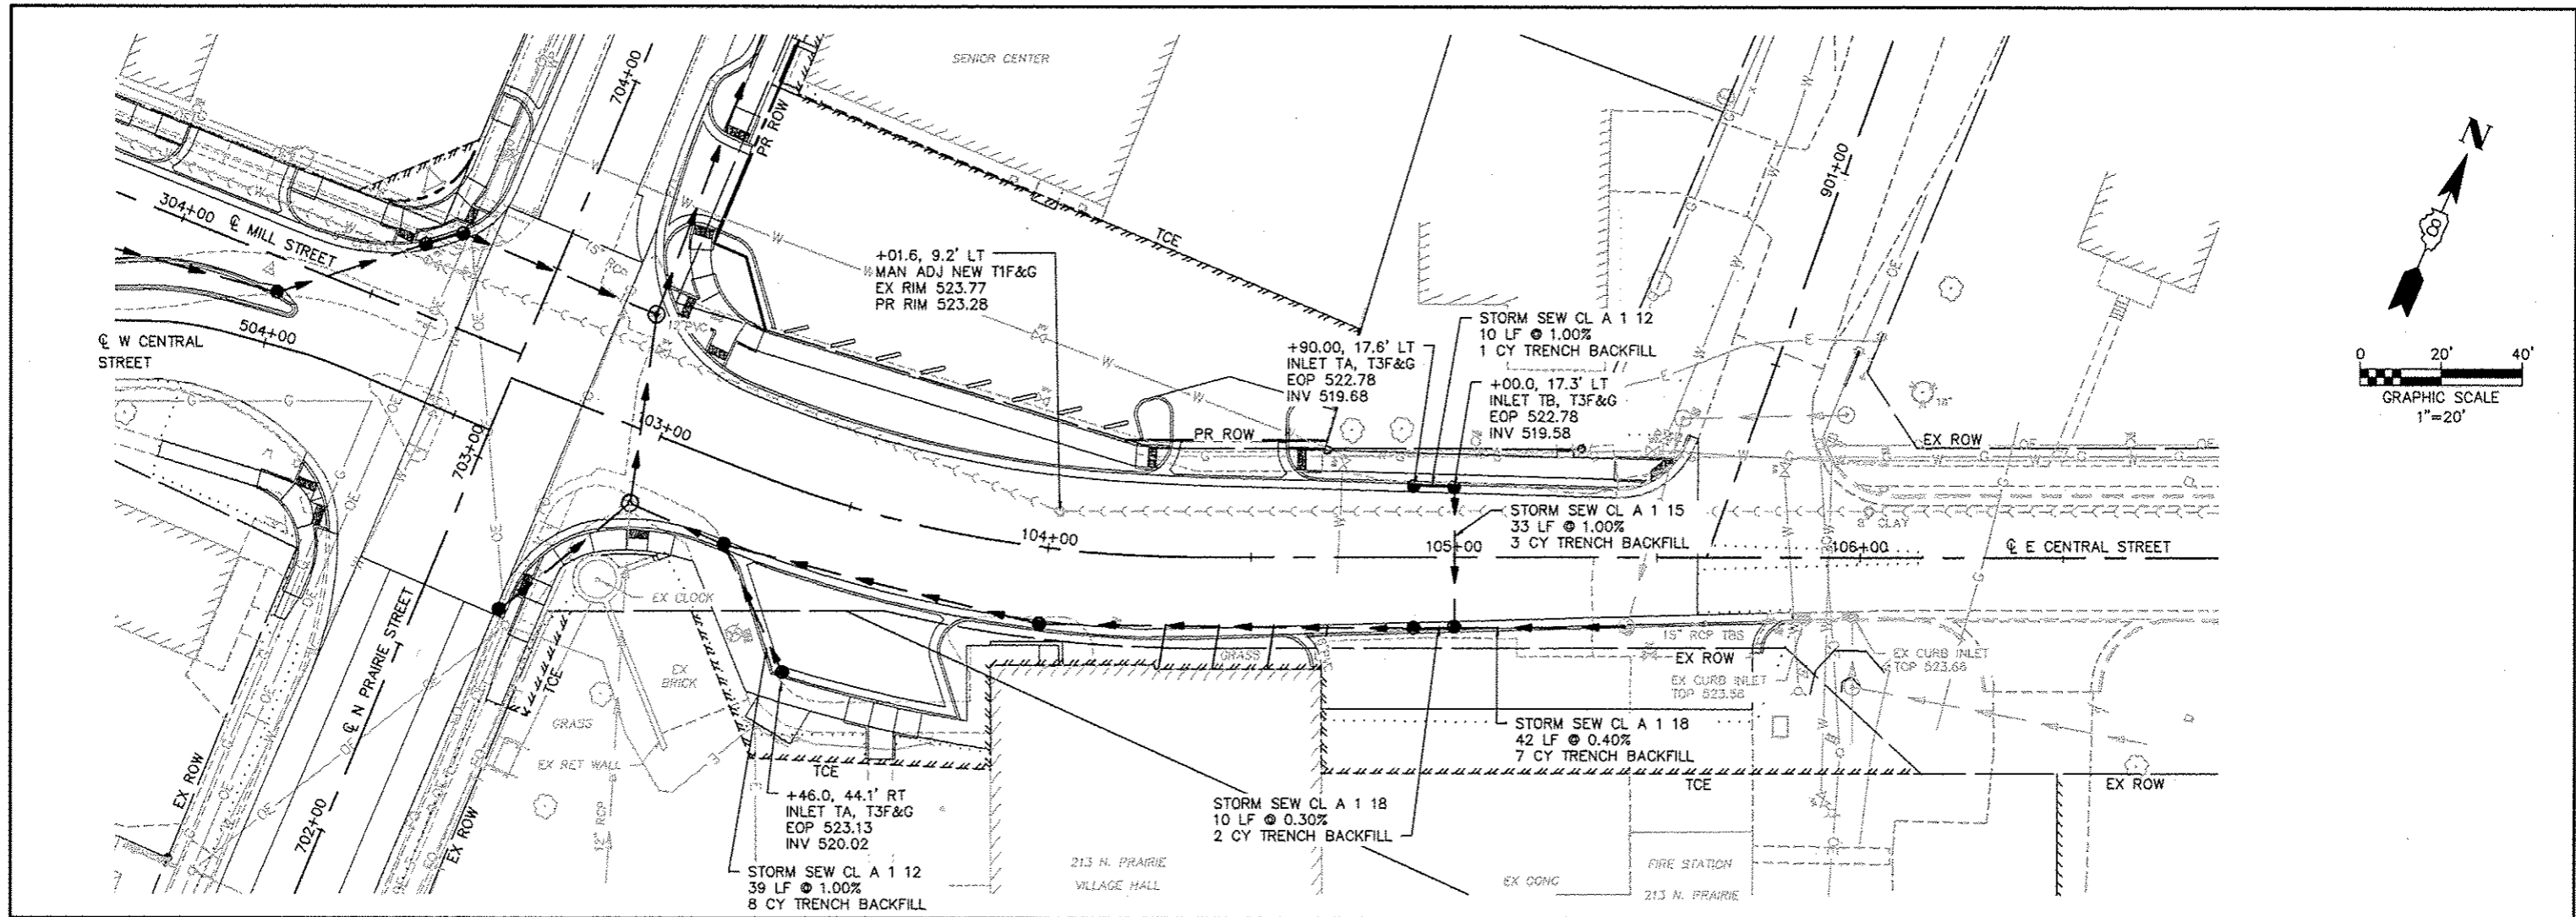 SENIOR CENTER
704+00
PR ROW
TCE
901+00
N
304+00
℄ MILL STREET
15" RCP
+01.6, 9.2' LT
MAN ADJ NEW T1F&G
EX RIM 523.77
PR RIM 523.28
12" PVC
504+00
℄ W CENTRAL
STREET
703+00
103+00
STORM SEW CL A 1 12
10 LF @ 1.00%
1 CY TRENCH BACKFILL
+90.00, 17.6' LT
INLET TA, T3F&G
EOP 522.78
INV 519.68
+00.0, 17.3' LT
INLET TB, T3F&G
EOP 522.78
INV 519.58
0 20' 40'
GRAPHIC SCALE
1"=20'
18"
PR ROW
EX ROW
STORM SEW CL A 1 15
33 LF @ 1.00%
3 CY TRENCH BACKFILL
8" CLAY
104+00
105+00
106+00
℄ E CENTRAL STREET
EX CLOCK
15" RCP TBS
GRASS
EX ROW
EX CURB INLET
TOP 523.66
EX CURB INLET
TOP 523.58
℄ N PRAIRIE STREET
TCE
EX
BRICK
GRASS
EX RET WALL
STORM SEW CL A 1 18
42 LF @ 0.40%
7 CY TRENCH BACKFILL
TCE
TCE
EX ROW
EX ROW
EX ROW
702+00
12" RCP
+46.0, 44.1' RT
INLET TA, T3F&G
EOP 523.13
INV 520.02
STORM SEW CL A 1 18
10 LF @ 0.30%
2 CY TRENCH BACKFILL
STORM SEW CL A 1 12
39 LF @ 1.00%
8 CY TRENCH BACKFILL
213 N. PRAIRIE
VILLAGE HALL
EX CONC
FIRE STATION
213 N. PRAIRIE